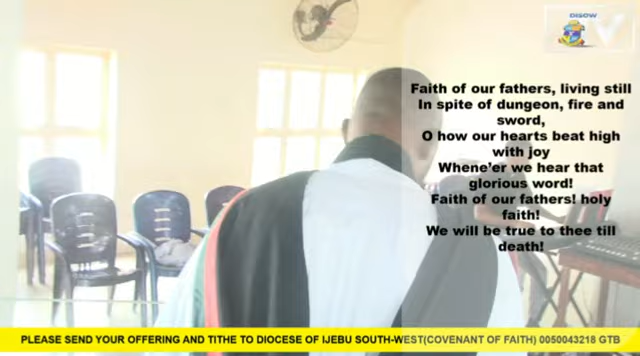 DISOW
TV
Faith of our fathers, living still
In spite of dungeon, fire and
sword,
O how our hearts beat high
with joy
Whene'er we hear that
glorious word!
Faith of our fathers! holy
faith!
We will be true to thee till
death!
PLEASE SEND YOUR OFFERING AND TITHE TO DIOCESE OF IJEBU SOUTH-WEST(COVENANT OF FAITH) 0050043218 GTB